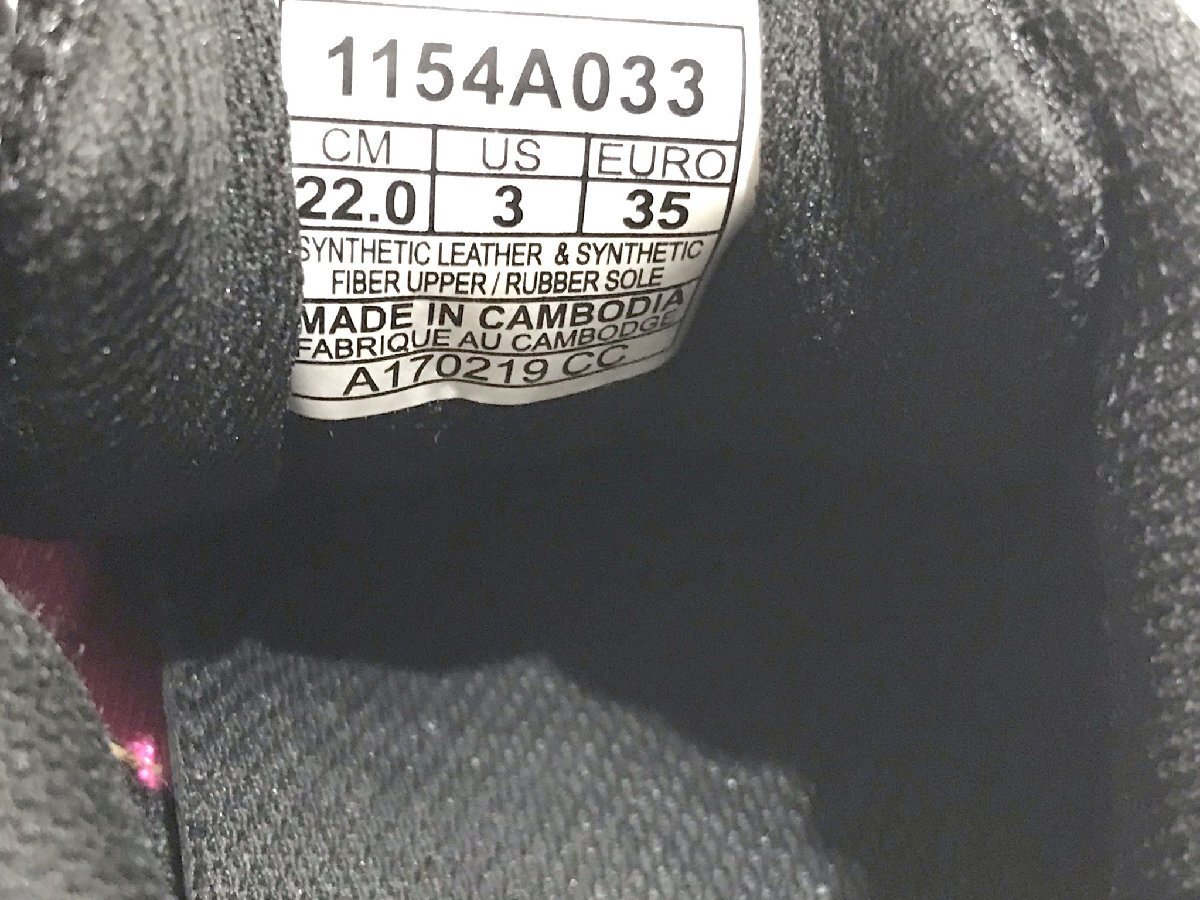 1154A033
CM US EURO
22.0 3 35
SYNTHETIC LEATHER & SYNTHETIC
FIBER UPPER / RUBBER SOLE
MADE IN CAMBODIA
FABRIQUE AU CAMBODGE
A170219 CC